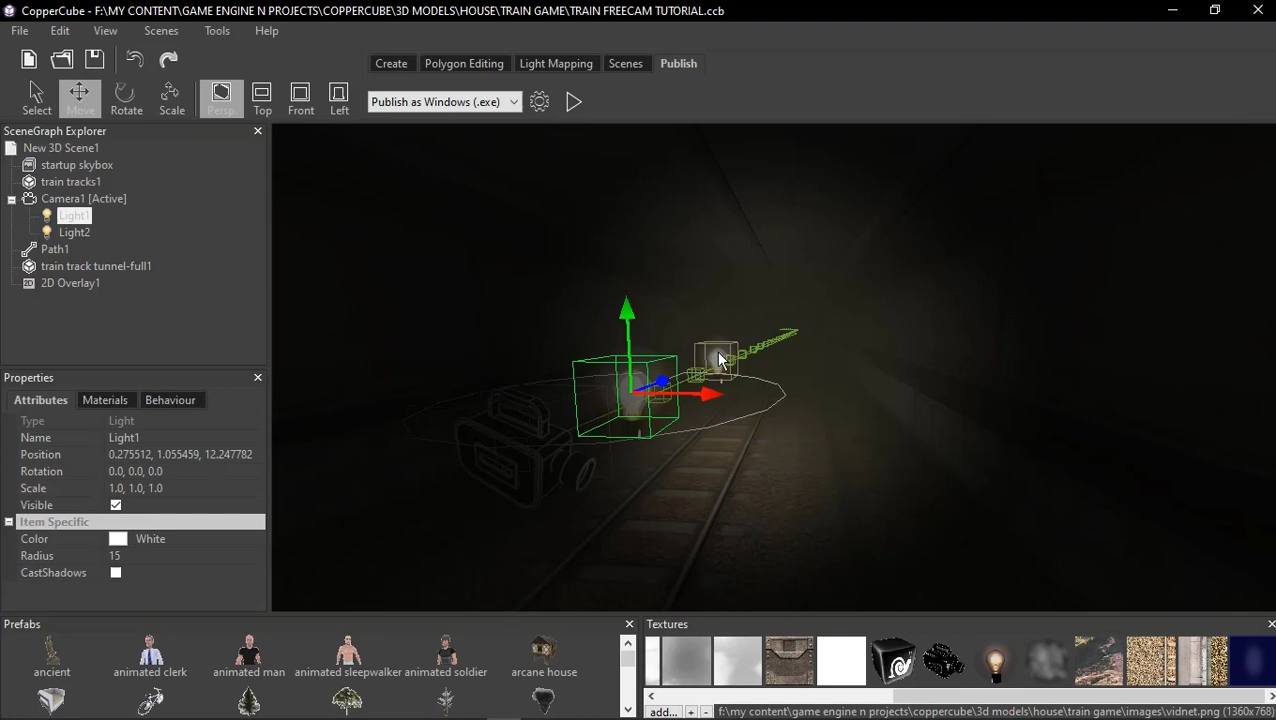 CopperCube - F:\MY CONTENT\GAME ENGINE N PROJECTS\COPPERCUBE\3D MODELS\HOUSE\TRAIN GAME\TRAIN FREECAM TUTORIAL.ccb
File Edit View Scenes Tools Help
Create Polygon Editing Light Mapping Scenes Publish
Select Move Rotate Scale Persp. Top Front Left
Publish as Windows (.exe)
SceneGraph Explorer
New 3D Scene1
startup skybox
train tracks1
Camera1 [Active]
Light1
Light2
Path1
train track tunnel-full1
2D Overlay1
Properties
Attributes Materials Behaviour
Type Light
Name Light1
Position 0.275512, 1.055459, 12.247782
Rotation 0.0, 0.0, 0.0
Scale 1.0, 1.0, 1.0
Visible
Item Specific
Color White
Radius 15
CastShadows
Prefabs
ancient animated clerk animated man animated sleepwalker animated soldier arcane house
Textures
add... + - f:\my content\game engine n projects\coppercube\3d models\house\train game\images\vidnet.png (1360x768)